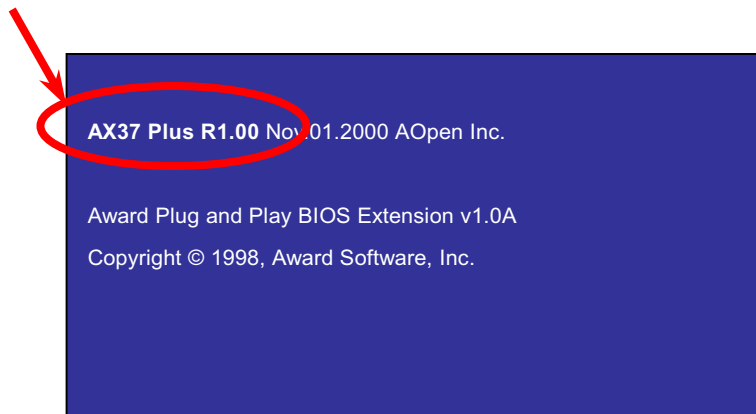 AX37 Plus R1.00 Nov.01.2000 AOpen Inc.
Award Plug and Play BIOS Extension v1.0A
Copyright © 1998, Award Software, Inc.